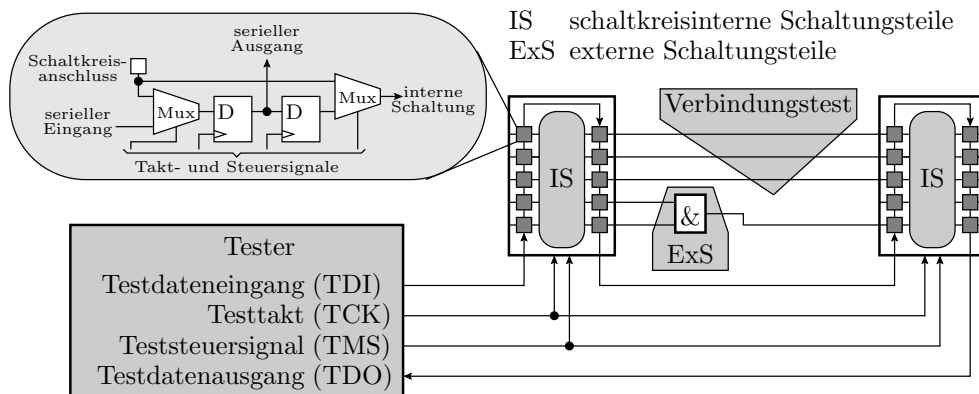 IS schaltkreisinterne Schaltungsteile
ExS externe Schaltungsteile
serieller
Ausgang
Schaltkreis-
anschluss
serieller
Eingang
Mux
D
D
Mux
interne
Schaltung
Takt- und Steuersignale
Verbindungstest
IS
IS
&
ExS
Tester
Testdateneingang (TDI)
Testtakt (TCK)
Teststeuersignal (TMS)
Testdatenausgang (TDO)